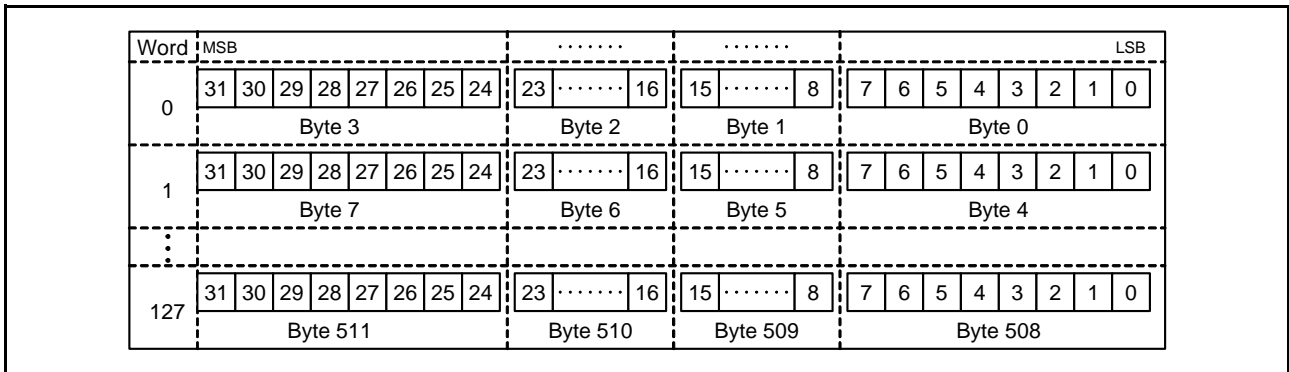 Word MSB ······· ······· LSB
0 31 30 29 28 27 26 25 24 23 ······· 16 15 ······· 8 7 6 5 4 3 2 1 0
Byte 3 Byte 2 Byte 1 Byte 0
1 31 30 29 28 27 26 25 24 23 ······· 16 15 ······· 8 7 6 5 4 3 2 1 0
Byte 7 Byte 6 Byte 5 Byte 4
⋮
127 31 30 29 28 27 26 25 24 23 ······· 16 15 ······· 8 7 6 5 4 3 2 1 0
Byte 511 Byte 510 Byte 509 Byte 508